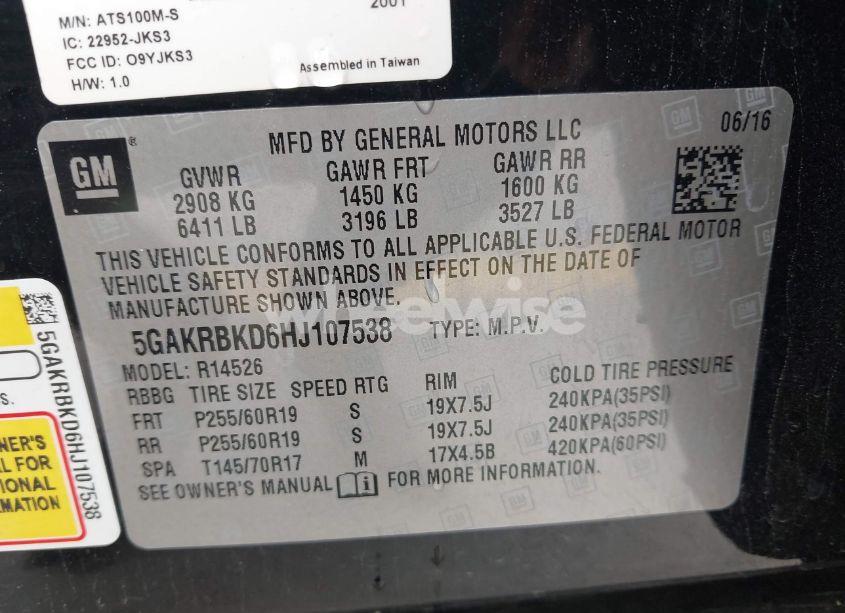 2001
M/N: ATS100M-S
IC: 22952-JKS3
FCC ID: O9YJKS3
H/W: 1.0
Assembled in Taiwan
MFD BY GENERAL MOTORS LLC
06/16
GM
GVWR GAWR FRT GAWR RR
2908 KG 1450 KG 1600 KG
6411 LB 3196 LB 3527 LB
THIS VEHICLE CONFORMS TO ALL APPLICABLE U.S. FEDERAL MOTOR
VEHICLE SAFETY STANDARDS IN EFFECT ON THE DATE OF
MANUFACTURE SHOWN ABOVE.
wheelwise
5GAKRBKD6HJ107538 TYPE: M.P.V.
MODEL: R14526
RBBG TIRE SIZE SPEED RTG RIM COLD TIRE PRESSURE
FRT P255/60R19 S 19X7.5J 240KPA(35PSI)
RR P255/60R19 S 19X7.5J 240KPA(35PSI)
SPA T145/70R17 M 17X4.5B 420KPA(60PSI)
SEE OWNER'S MANUAL FOR MORE INFORMATION.
5GAKRBKD6HJ107538
S.
NER'S
L FOR
IONAL
MATION